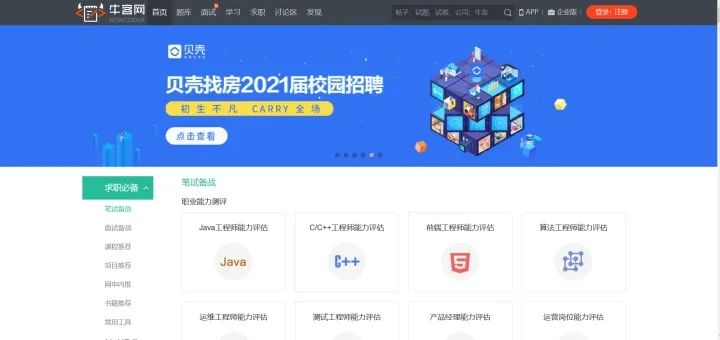 牛客网
NOWCODER
首页 题库 面试 学习 求职 讨论区 发现
帖子、试题、试卷、公司、牛友
APP 企业版 登录 / 注册
贝壳
贝壳找房2021届校园招聘
初生不凡 CARRY 全场
点击查看
求职必备
笔试备战
面试备战
课程推荐
项目推荐
网申内推
书籍推荐
常用工具
笔试备战
职业能力测评
Java工程师能力评估
C/C++工程师能力评估
前端工程师能力评估
算法工程师能力评估
Java
C++
5
运维工程师能力评估
测试工程师能力评估
产品经理能力评估
运营岗位能力评估